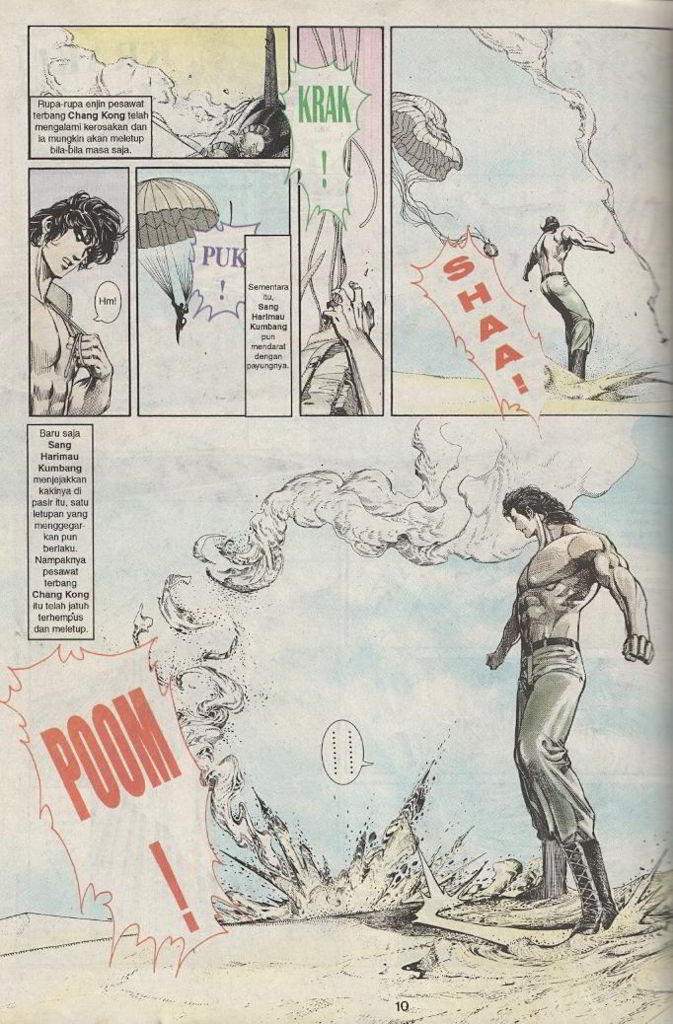 Rupa-rupa enjin pesawat
terbang Chang Kong telah
mengalami kerosakan dan
ia mungkin akan meletup
bila-bila masa saja.
Hm!
PUK
!
Sementara
itu,
Sang
Harimau
Kumbang
pun
mendarat
dengan
payungnya.
KRAK
!
SHAA!
Baru saja
Sang
Harimau
Kumbang
menjejakkan
kakinya di
pasir itu, satu
letupan yang
menggegar-
kan pun
berlaku.
Nampaknya
pesawat
terbang
Chang Kong
itu telah jatuh
terhempus
dan meletup.
POOM
!
10